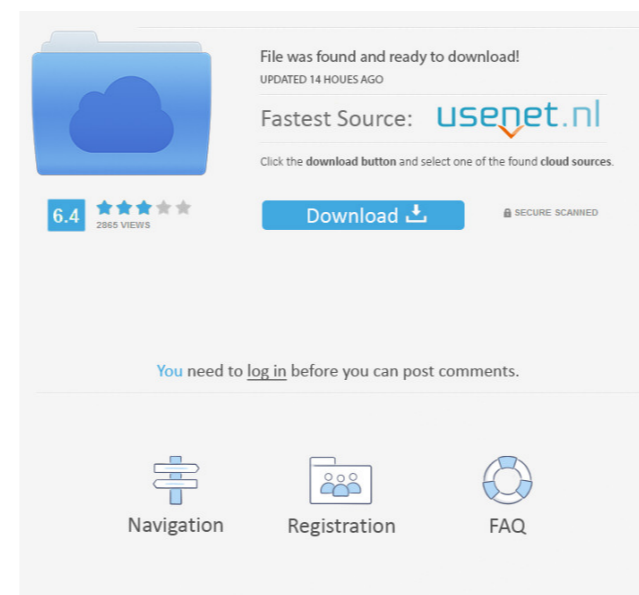 File was found and ready to download!
UPDATED 14 HOUES AGO
Fastest Source: usenet.nl
Click the download button and select one of the found cloud sources.
6.4
2865 VIEWS
Download
SECURE SCANNED
You need to log in before you can post comments.
Navigation
Registration
FAQ